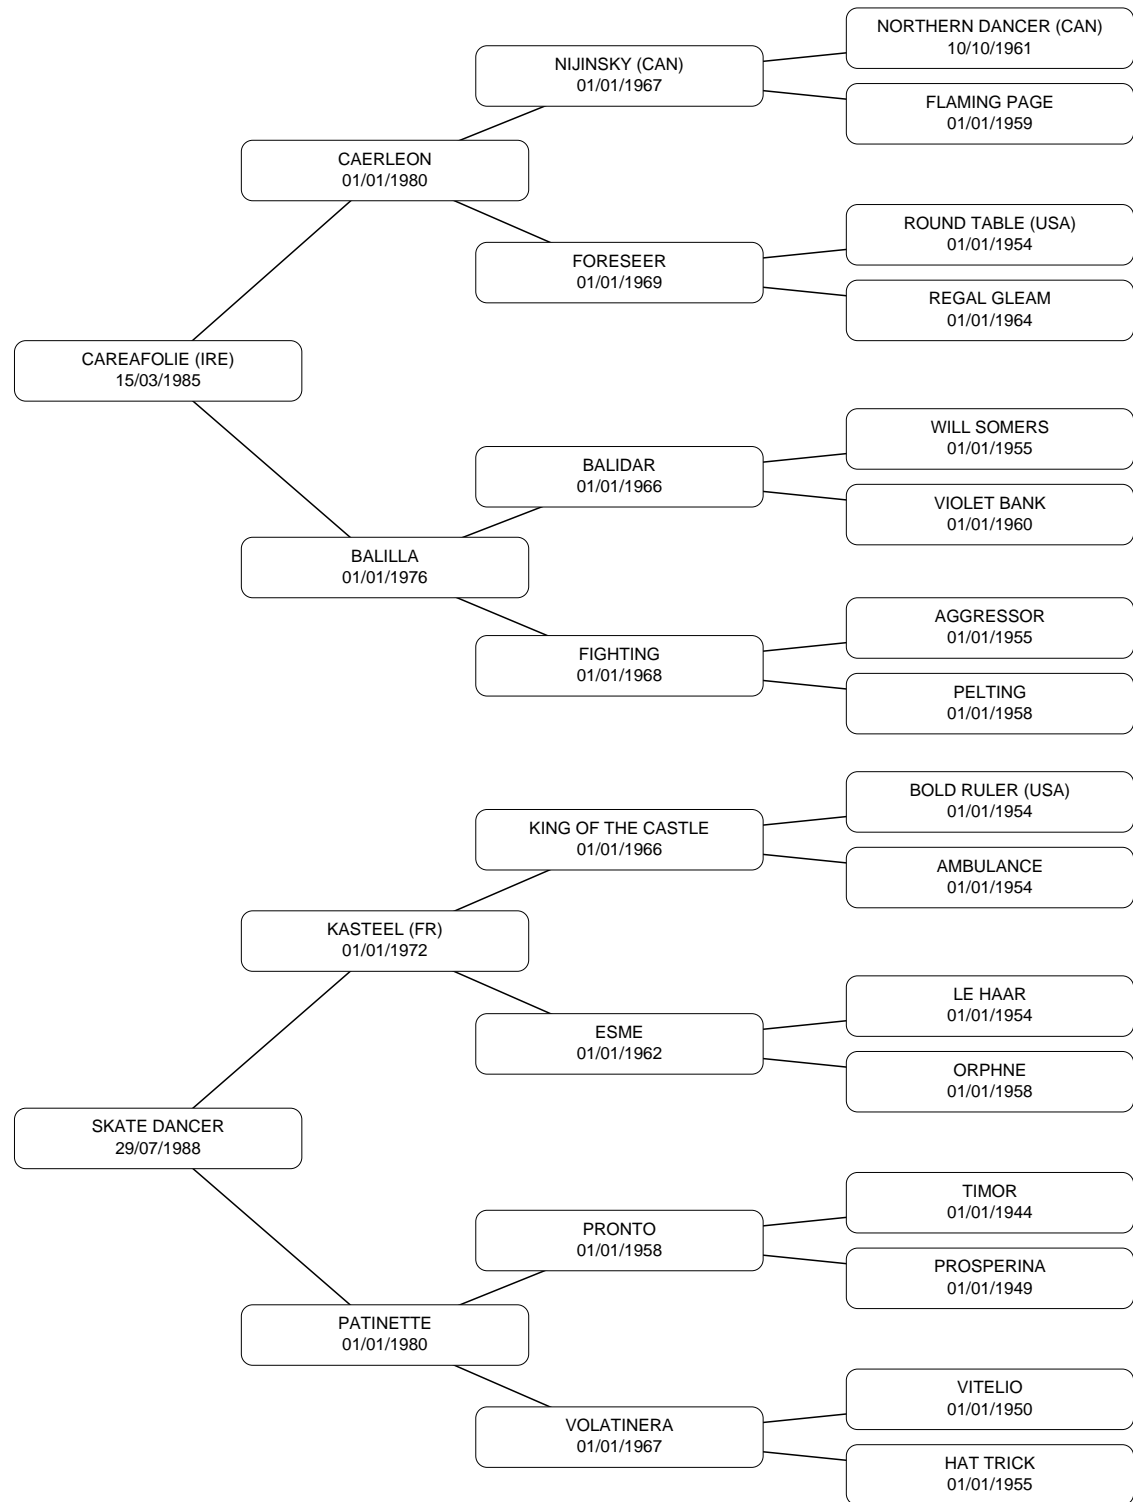 NORTHERN DANCER (CAN)
10/10/1961
NIJINSKY (CAN)
01/01/1967
FLAMING PAGE
01/01/1959
CAERLEON
01/01/1980
ROUND TABLE (USA)
01/01/1954
FORESEER
01/01/1969
REGAL GLEAM
01/01/1964
CAREAFOLIE (IRE)
15/03/1985
WILL SOMERS
01/01/1955
BALIDAR
01/01/1966
VIOLET BANK
01/01/1960
BALILLA
01/01/1976
AGGRESSOR
01/01/1955
FIGHTING
01/01/1968
PELTING
01/01/1958
BOLD RULER (USA)
01/01/1954
KING OF THE CASTLE
01/01/1966
AMBULANCE
01/01/1954
KASTEEL (FR)
01/01/1972
LE HAAR
01/01/1954
ESME
01/01/1962
ORPHNE
01/01/1958
SKATE DANCER
29/07/1988
TIMOR
01/01/1944
PRONTO
01/01/1958
PROSPERINA
01/01/1949
PATINETTE
01/01/1980
VITELIO
01/01/1950
VOLATINERA
01/01/1967
HAT TRICK
01/01/1955